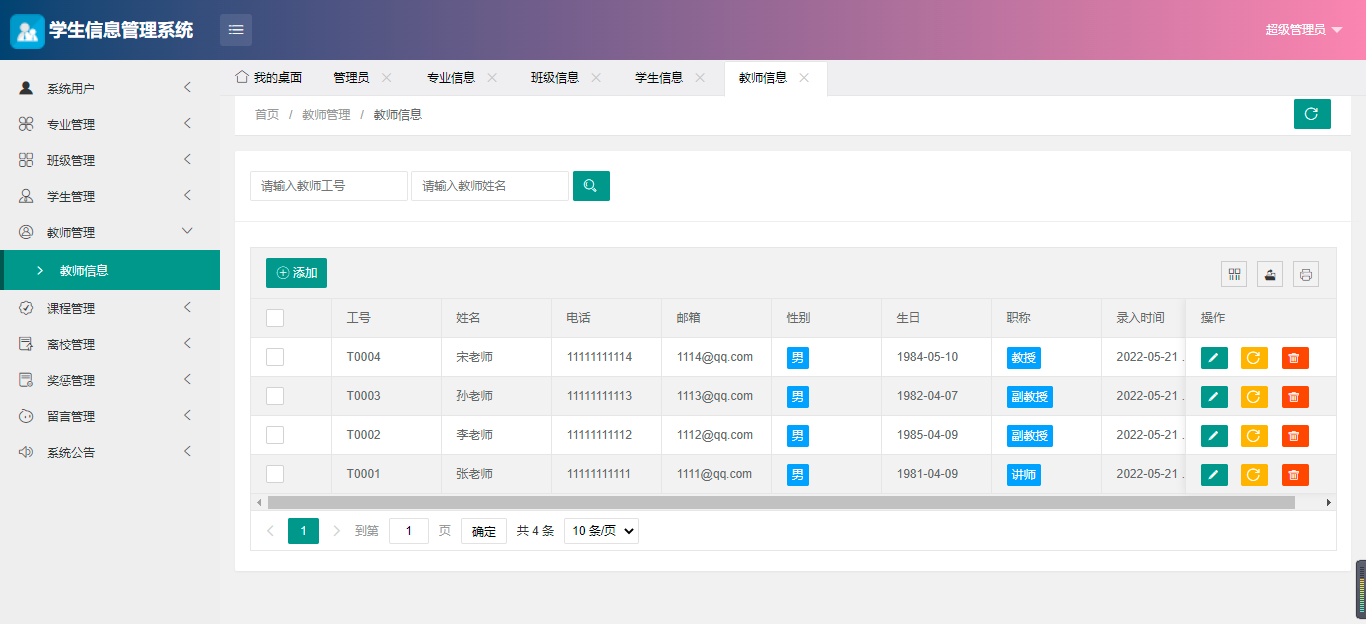 学生信息管理系统
超级管理员
系统用户
专业管理
班级管理
学生管理
教师管理
教师信息
课程管理
离校管理
奖惩管理
留言管理
系统公告
我的桌面 管理员 专业信息 班级信息 学生信息 教师信息
首页 / 教师管理 / 教师信息
请输入教师工号 请输入教师姓名
添加
工号 姓名 电话 邮箱 性别 生日 职称 录入时间 操作
T0004 宋老师 11111111114 1114@qq.com 男 1984-05-10 教授 2022-05-21 .
T0003 孙老师 11111111113 1113@qq.com 男 1982-04-07 副教授 2022-05-21 .
T0002 李老师 11111111112 1112@qq.com 男 1985-04-09 副教授 2022-05-21 .
T0001 张老师 11111111111 1111@qq.com 男 1981-04-09 讲师 2022-05-21 .
1 到第 1 页 确定 共 4 条 10 条/页